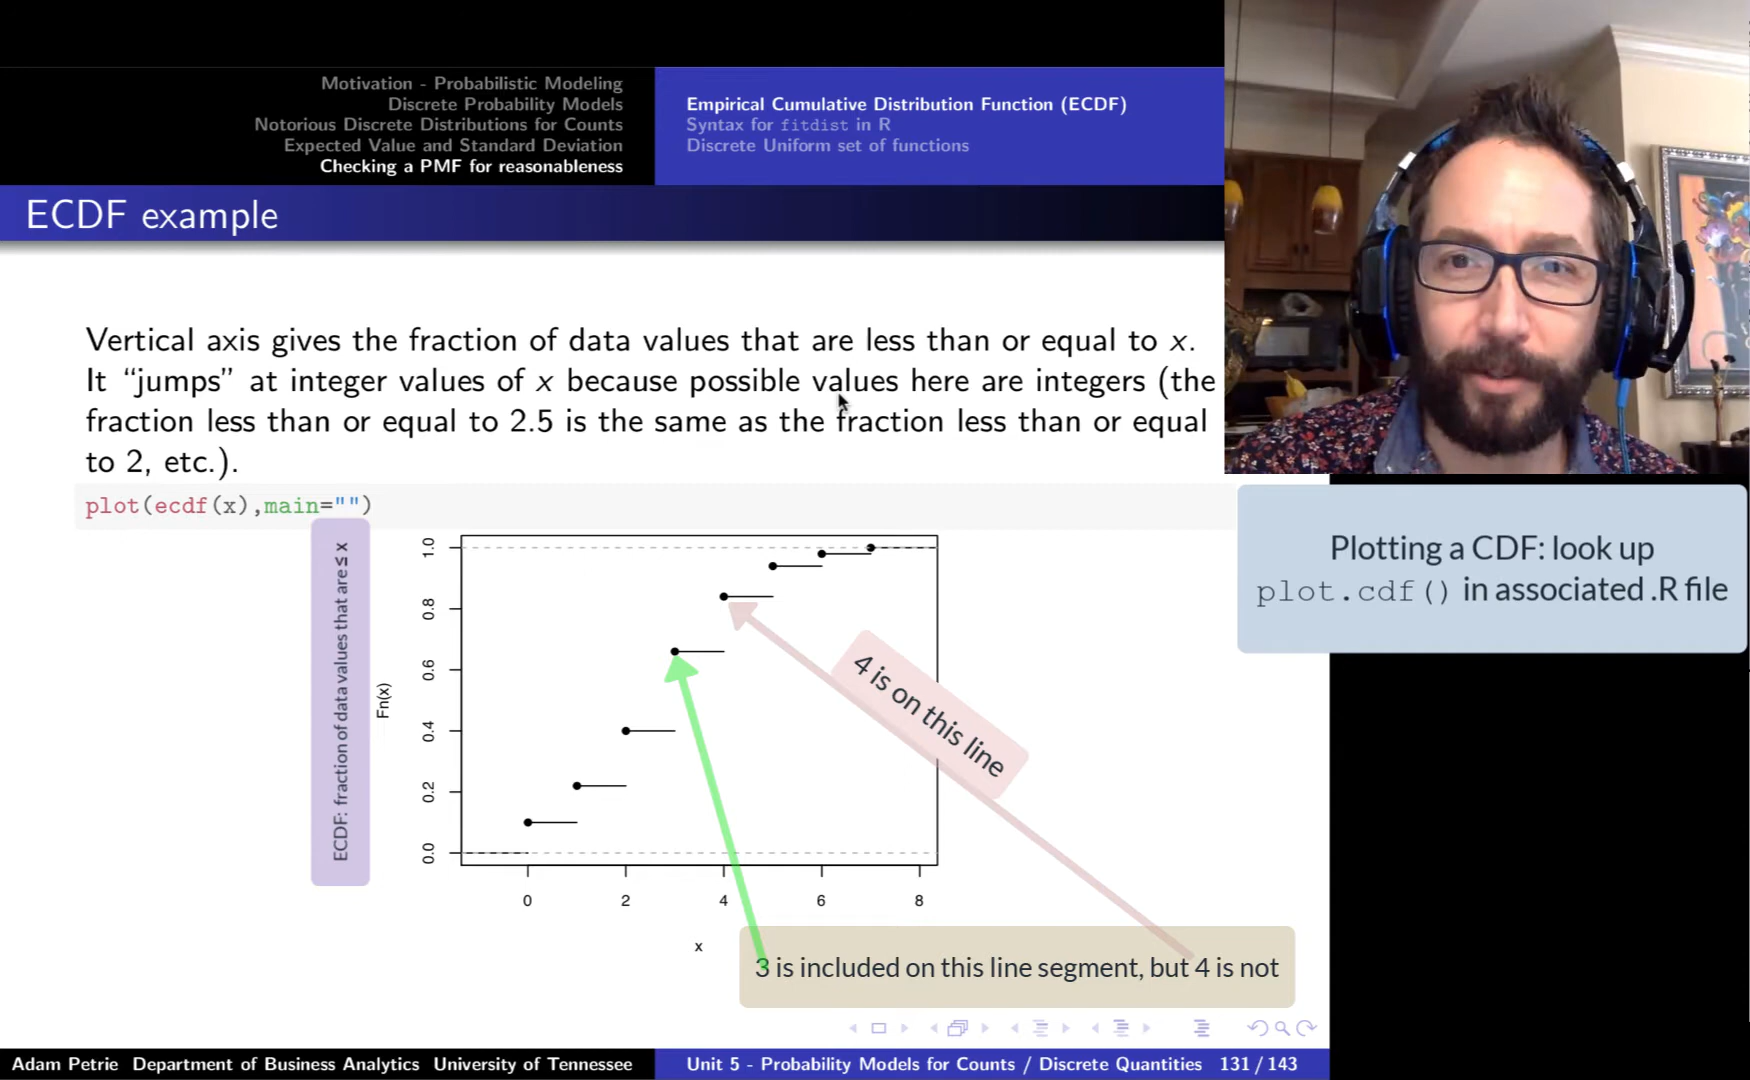 Motivation - Probabilistic Modeling
Discrete Probability Models
Notorious Discrete Distributions for Counts
Expected Value and Standard Deviation
Checking a PMF for reasonableness
Empirical Cumulative Distribution Function (ECDF)
Syntax for fitdist in R
Discrete Uniform set of functions
ECDF example
Vertical axis gives the fraction of data values that are less than or equal to x.
It “jumps” at integer values of x because possible values here are integers (the
fraction less than or equal to 2.5 is the same as the fraction less than or equal
to 2, etc.).
plot(ecdf(x),main="")
ECDF: fraction of data values that are ≤ x
Fn(x)
1.0
0.8
0.6
0.4
0.2
0.0
0 2 4 6 8
x
4 is on this line
3 is included on this line segment, but 4 is not
Plotting a CDF: look up
plot.cdf() in associated .R file
Adam Petrie Department of Business Analytics University of Tennessee
Unit 5 - Probability Models for Counts / Discrete Quantities 131 / 143